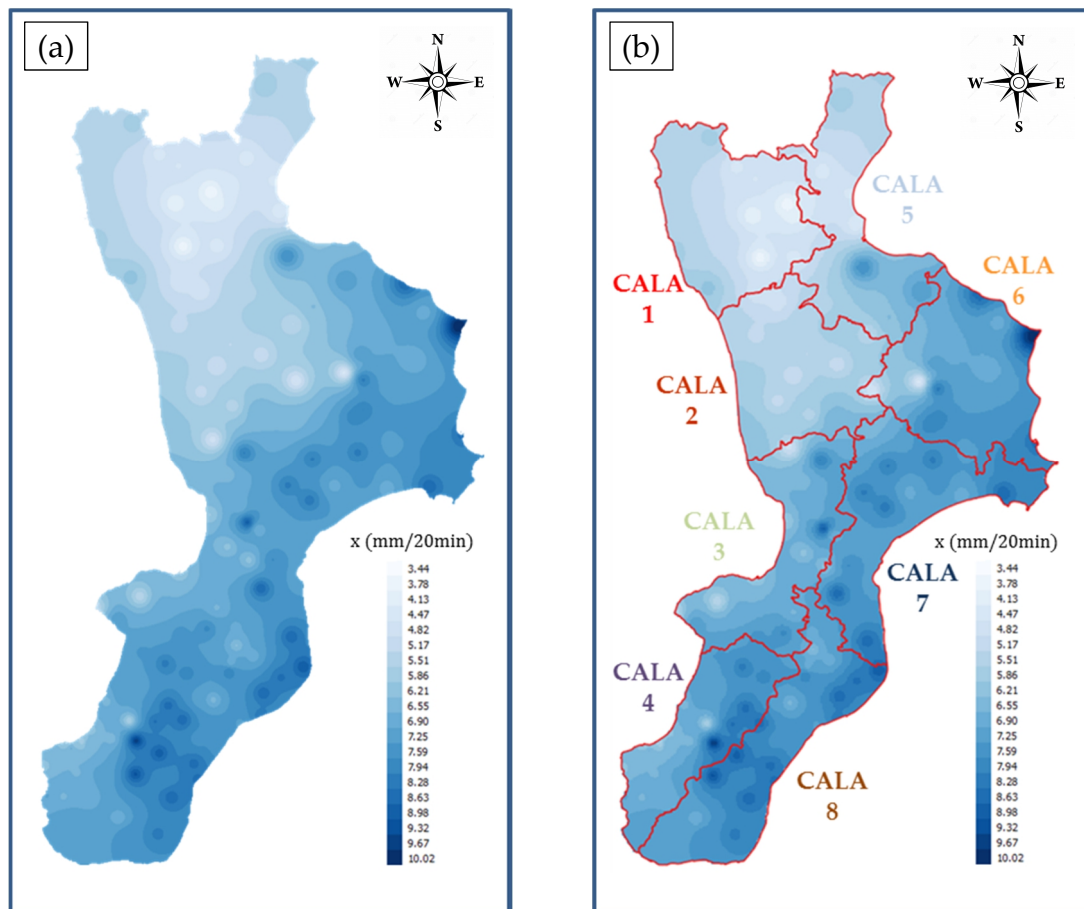 (a)
N
W E
S
x (mm/20min)
3.44
3.78
4.13
4.47
4.82
5.17
5.51
5.86
6.21
6.55
6.90
7.25
7.59
7.94
8.28
8.63
8.98
9.32
9.67
10.02
(b)
N
W E
S
CALA
5
CALA
6
CALA
1
CALA
2
CALA
3
x (mm/20min)
CALA
7
CALA
4
CALA
8
3.44
3.78
4.13
4.47
4.82
5.17
5.51
5.86
6.21
6.55
6.90
7.25
7.59
7.94
8.28
8.63
8.98
9.32
9.67
10.02